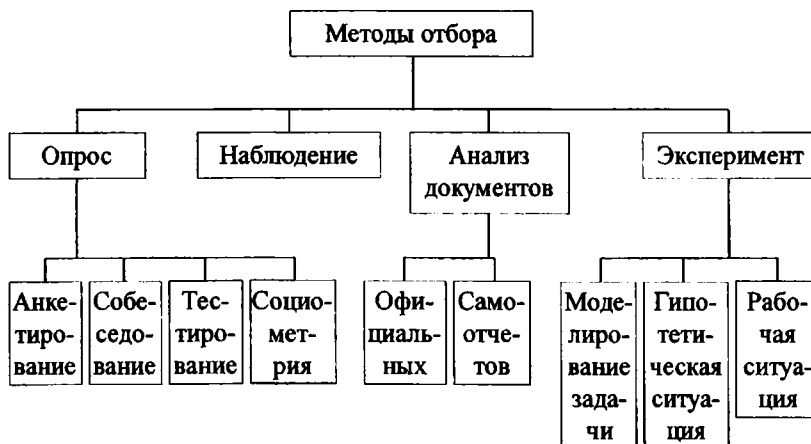 Методы отбора
Опрос
Наблюдение
Анализ
документов
Эксперимент
Анке-
тиро-
вание
Собе-
седо-
вание
Тес-
тиро-
вание
Социо-
мет-
рия
Офи-
циаль-
ных
Само-
отче-
тов
Моде-
лиро-
вание
зада-
чи
Гипо-
тети-
ческая
ситуа-
ция
Рабо-
чая
ситуа-
ция